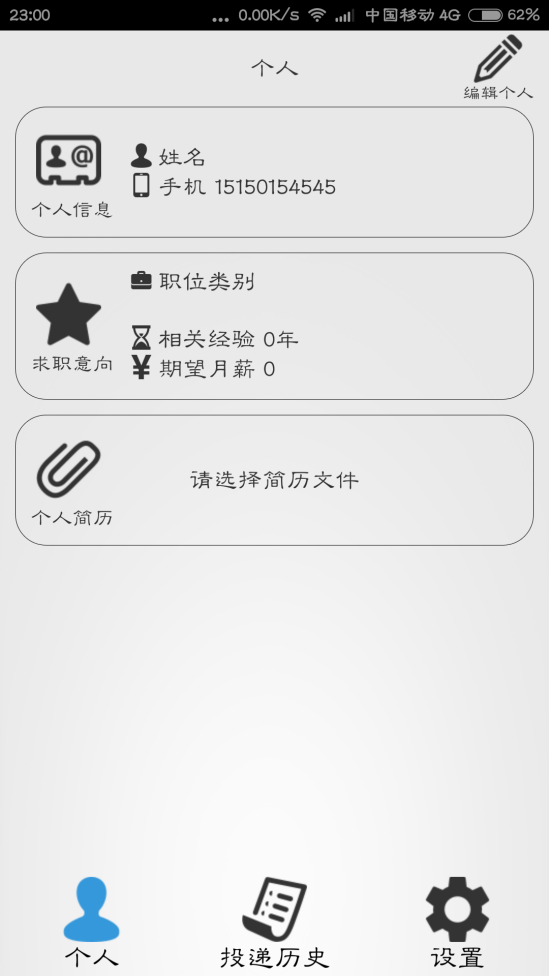 23:00 ... 0.00K/s 中国移动 4G 62%
个人
编辑个人
姓名
手机 15150154545
个人信息
职位类别
相关经验 0年
期望月薪 0
求职意向
请选择简历文件
个人简历
个人 投递历史 设置